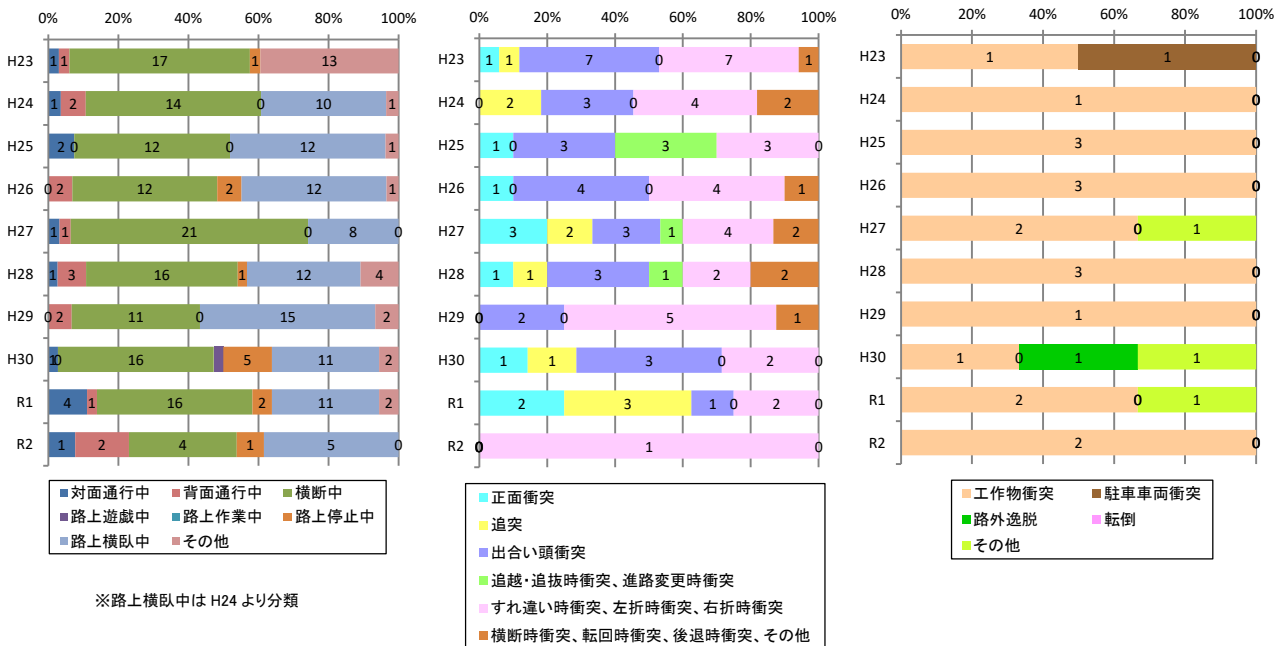 0% 20% 40% 60% 80% 100%
H23 1 1 17 1 13
H24 1 2 14 0 10 1
H25 2 0 12 0 12 1
H26 0 2 12 2 12 1
H27 1 1 21 0 8 0
H28 1 3 16 1 12 4
H29 0 2 11 0 15 2
H30 1 0 16 5 11 2
R1 4 1 16 2 11 2
R2 1 2 4 1 5 0
対面通行中 背面通行中 横断中
路上遊戯中 路上作業中 路上停止中
路上横臥中 その他
※路上横臥中は H24 より分類
0% 20% 40% 60% 80% 100%
H23 1 1 7 0 7 1
H24 0 2 3 0 4 2
H25 1 0 3 3 3 0
H26 1 0 4 0 4 1
H27 3 2 3 1 4 2
H28 1 1 3 1 2 2
H29 0 2 0 5 1
H30 1 1 3 0 2 0
R1 2 3 1 0 2 0
R2 0 1 0
正面衝突
追突
出合い頭衝突
追越・追抜時衝突、進路変更時衝突
すれ違い時衝突、左折時衝突、右折時衝突
横断時衝突、転回時衝突、後退時衝突、その他
0% 20% 40% 60% 80% 100%
H23 1 1 0
H24 1 0
H25 3 0
H26 3 0
H27 2 0 1
H28 3 0
H29 1 0
H30 1 0 1 1
R1 2 0 1
R2 2 0
工作物衝突 駐車車両衝突
路外逸脱 転倒
その他